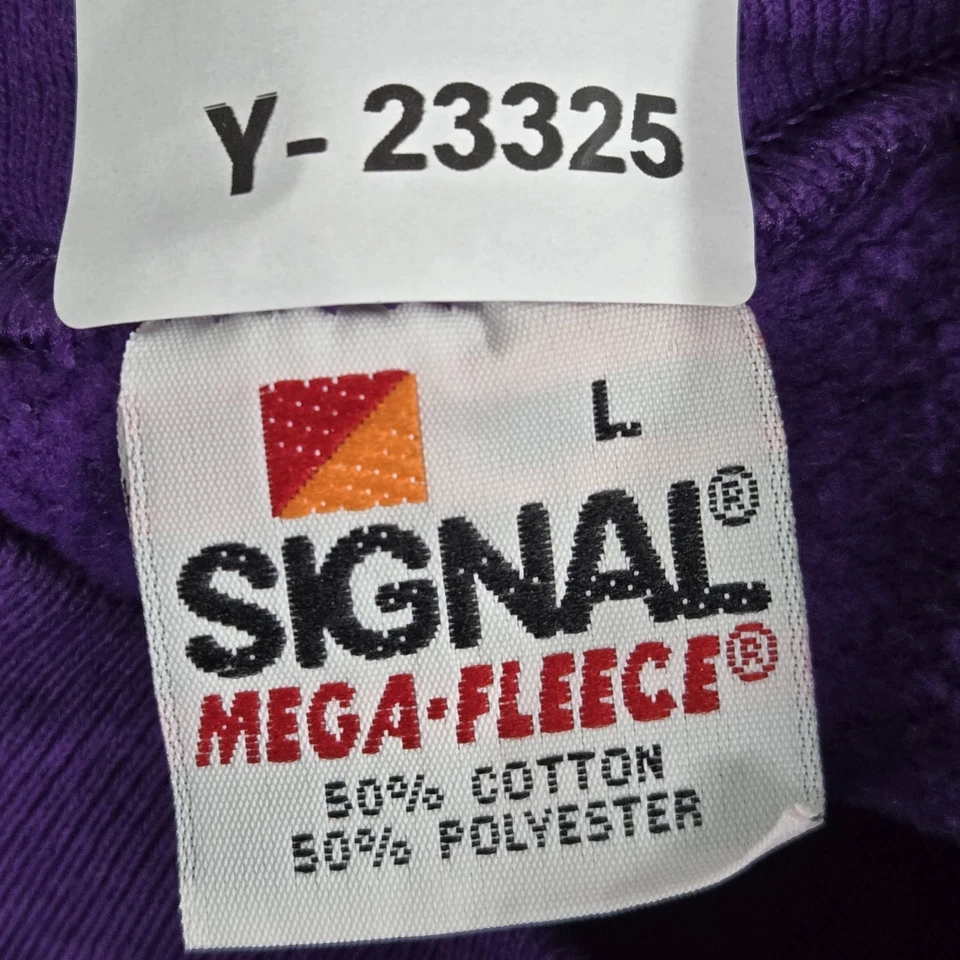 Y- 23325
L
SIGNAL®
MEGA·FLEECE®
50% COTTON
50% POLYESTER